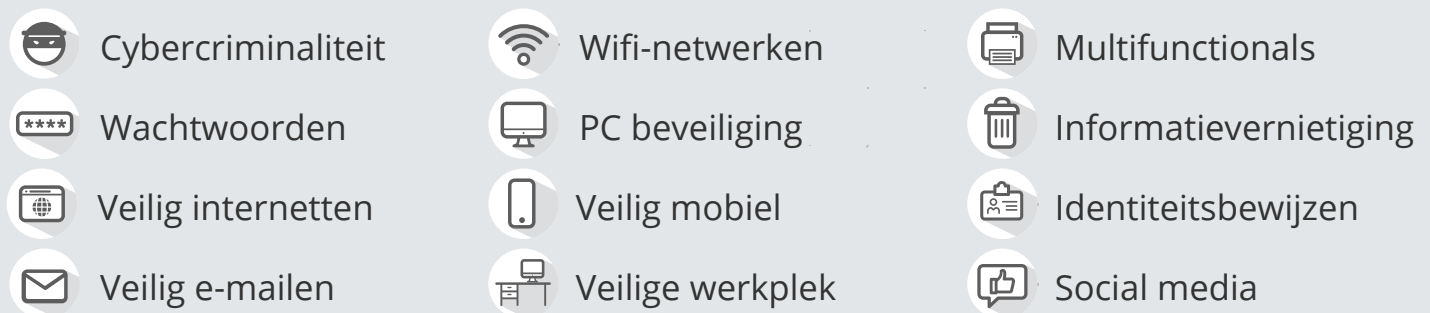 Cybercriminaliteit
Wachtwoorden
Veilig internetten
Veilig e-mailen
Wifi-netwerken
PC beveiliging
Veilig mobiel
Veilige werkplek
Multifunctionals
Informatievernietiging
Identiteitsbewijzen
Social media